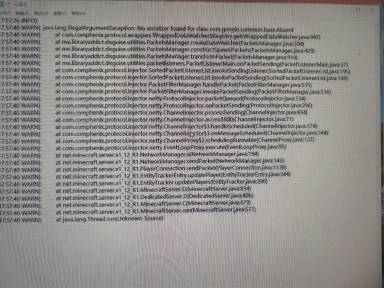 7:57:26 INFO]:
7:57:40 WARN]: java.lang.IllegalArgumentException: No serializer found for class com.google.common.base.Absent
7:57:40 WARN]: at com.comphenix.protocol.wrappers.WrappedDataWatcher$Registry.get(WrappedDataWatcher.java:947)
7:57:40 WARN]: at me.libraryaddict.disguise.utilities.PacketsManager.createDataWatcher(PacketsManager.java:504)
7:57:40 WARN]: at me.libraryaddict.disguise.utilities.PacketsManager.constructSpawnPackets(PacketsManager.java:429)
7:57:40 WARN]: at me.libraryaddict.disguise.utilities.PacketsManager.transformPacket(PacketsManager.java:)
7:57:40 WARN]: at me.libraryaddict.disguise.utilities.packetlisteners.PacketListenerMain.onPacketSending(PacketListenerMain.java:57)
7:57:40 WARN]: at com.comphenix.protocol.injector.SortedPacketListenerList.invokeSendingListener(SortedPacketListenerList.java:195)
7:57:40 WARN]: at com.comphenix.protocol.injector.SortedPacketListenerList.invokePacketSending(SortedPacketListenerList.java:149)
7:57:40 WARN]: at com.comphenix.protocol.injector.PacketFilterManager.handlePacket(PacketFilterManager.java:)
7:57:40 WARN]: at com.comphenix.protocol.injector.PacketFilterManager.invokePacketSending(PacketFilterManager.java:)
7:57:40 WARN]: at com.comphenix.protocol.injector.netty.ProtocolInjector.packetQueued(ProtocolInjector.java:)
7:57:40 WARN]: at com.comphenix.protocol.injector.netty.ProtocolInjector.onPacketSending(ProtocolInjector.java:)
7:57:40 WARN]: at com.comphenix.protocol.injector.netty.ChannelInjector.processSending(ChannelInjector.java:)
7:57:40 WARN]: at com.comphenix.protocol.injector.netty.ChannelInjector.access$800(ChannelInjector.java:)
7:57:40 WARN]: at com.comphenix.protocol.injector.netty.ChannelInjector$3.handleScheduled(ChannelInjector.java:)
7:57:40 WARN]: at com.comphenix.protocol.injector.netty.ChannelInjector$3.onMessageScheduled(ChannelInjector.java:)
7:57:40 WARN]: at com.comphenix.protocol.injector.netty.ChannelProxy$2.schedulingRunnable(ChannelProxy.java:127)
7:57:40 WARN]: at com.comphenix.protocol.injector.netty.EventLoopProxy.execute(EventLoopProxy.java:95)
7:57:40 WARN]: at net.minecraft.server.v1_12_R1.NetworkManager.a(NetworkManager.java:194)
7:57:40 WARN]: at net.minecraft.server.v1_12_R1.NetworkManager.sendPacket(NetworkManager.java:143)
7:57:40 WARN]: at net.minecraft.server.v1_12_R1.PlayerConnection.sendPacket(PlayerConnection.java:)
7:57:40 WARN]: at net.minecraft.server.v1_12_R1.EntityTrackerEntry.updatePlayer(EntityTrackerEntry.java:)
7:57:40 WARN]: at net.minecraft.server.v1_12_R1.EntityTracker.updatePlayers(EntityTracker.java:200)
7:57:40 WARN]: at net.minecraft.server.v1_12_R1.MinecraftServer.D(MinecraftServer.java:834)
7:57:40 WARN]: at net.minecraft.server.v1_12_R1.DedicatedServer.D(DedicatedServer.java:406)
7:57:40 WARN]: at net.minecraft.server.v1_12_R1.MinecraftServer.C(MinecraftServer.java:679)
7:57:40 WARN]: at net.minecraft.server.v1_12_R1.MinecraftServer.run(MinecraftServer.java:577)
7:57:40 WARN]: at java.lang.Thread.run(Unknown Source)